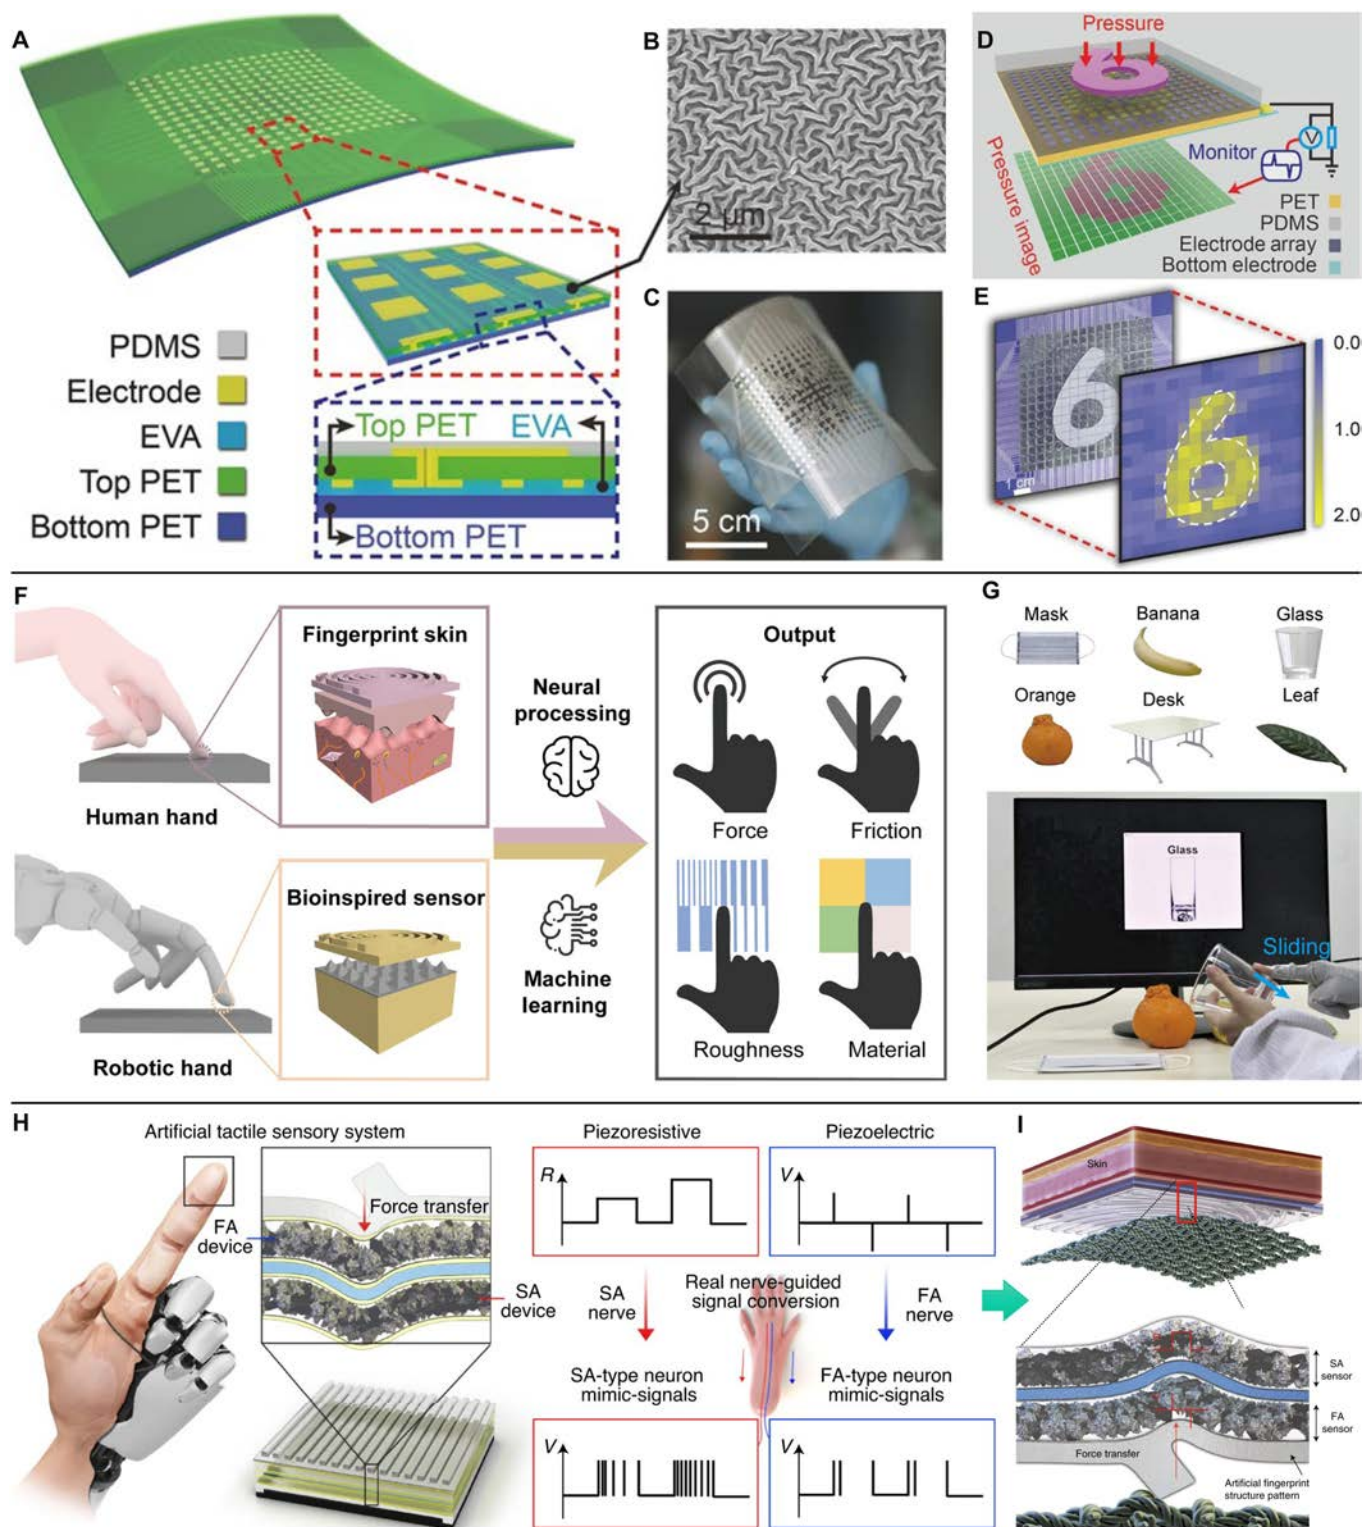 A
PDMS
Electrode
EVA
Top PET
Bottom PET
Top PET
EVA
Bottom PET
B
2 μm
C
5 cm
D
Pressure
Monitor
V
Pressure image
PET
PDMS
Electrode array
Bottom electrode
E
6
1 cm
0.0
1.00
2.0
F
Fingerprint skin
Human hand
Neural
processing
Bioinspired sensor
Robotic hand
Machine
learning
Output
Force
Friction
Roughness
Material
G
Mask
Banana
Glass
Orange
Desk
Leaf
Glass
Sliding
H
Artificial tactile sensory system
FA
device
Force transfer
SA
device
Piezoresistive
R
Piezoelectric
V
SA
nerve
Real nerve-guided
signal conversion
FA
nerve
SA-type neuron
mimic-signals
FA-type neuron
mimic-signals
V
V
I
Skin
SA
sensor
FA
sensor
Force transfer
Artificial fingerprint
structure pattern